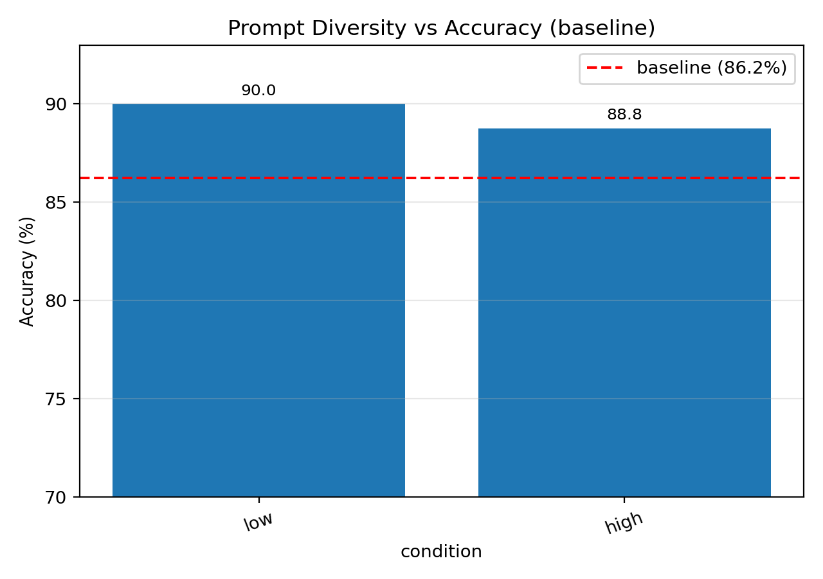 Prompt Diversity vs Accuracy (baseline)
baseline (86.2%)
90.0
88.8
90
85
80
75
70
Accuracy (%)
low
high
condition